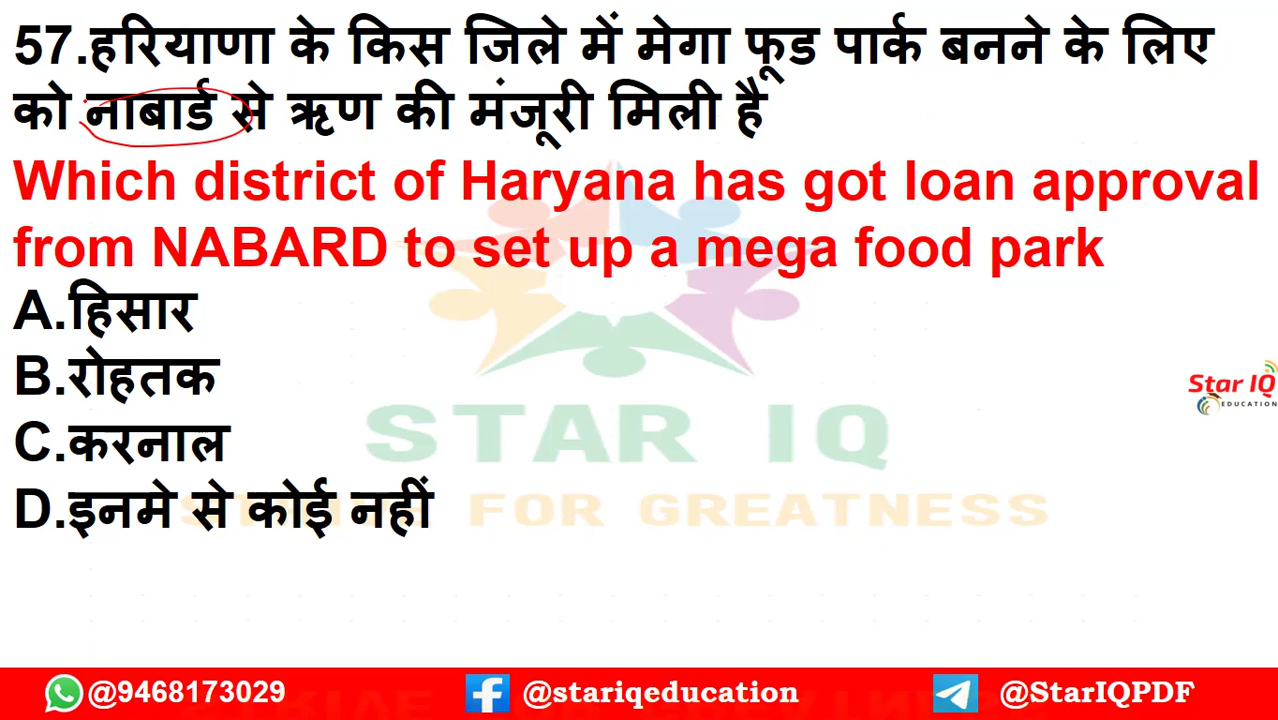 57.हरियाणा के किस जिले में मेगा फूड पार्क बनने के लिए
को नाबार्ड से ऋण की मंजूरी मिली है
Which district of Haryana has got loan approval
from NABARD to set up a mega food park
A.हिसार
B.रोहतक
C.करनाल
D.इनमे से कोई नहीं
STAR IQ
FOR GREATNESS
Star IQ
EDUCATION
@9468173029 @stariqeducation @StarIQPDF